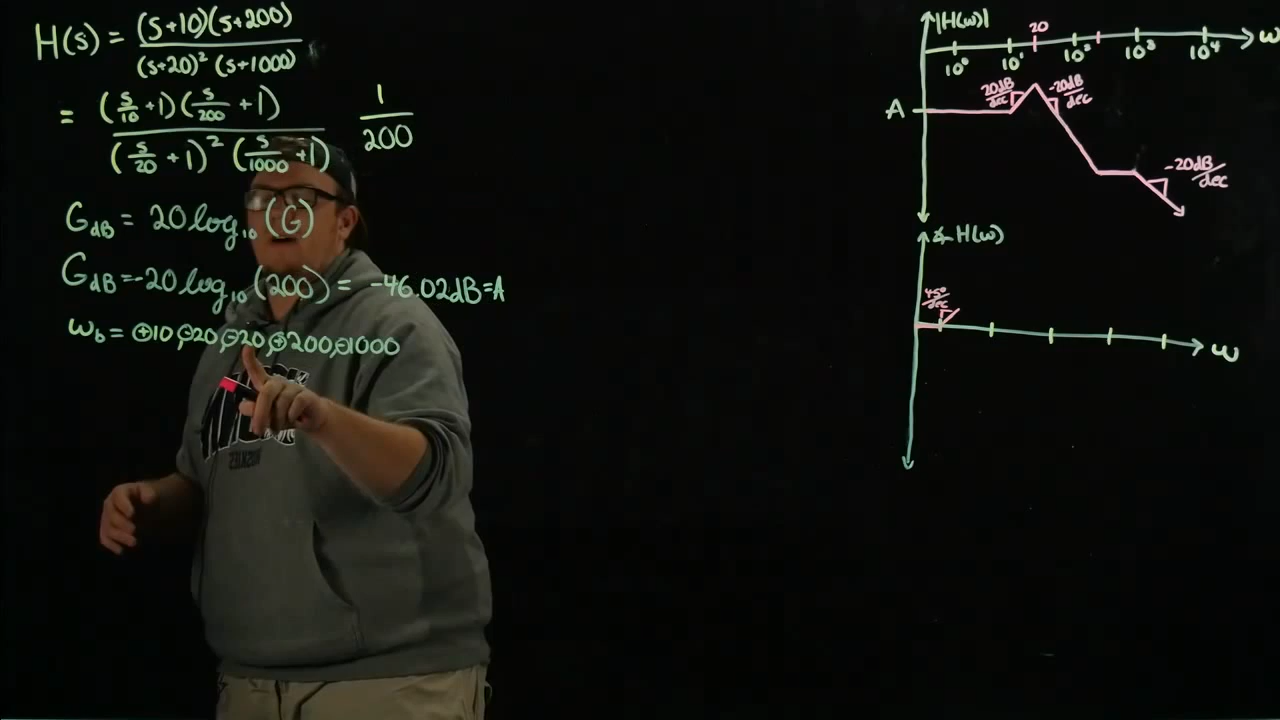 H(s) = (s+10)(s+200) / (s+20)² (s+1000)
= (s/10 +1)(s/200 +1) / (s/20 +1)² (s/1000 +1) 1/200
G_dB = 20 log₁₀(G)
G_dB = -20 log₁₀(200) = -46.02dB=A
ω_b = ⊕10,⊖20,⊖20,⊕200,⊖1000
|H(ω)|
20
ω
10⁰ 10¹ 10² 10³ 10⁴
A
20dB/dec
-20dB/dec
-20dB/dec
∡ H(ω)
45°/dec
ω
HUSKIES